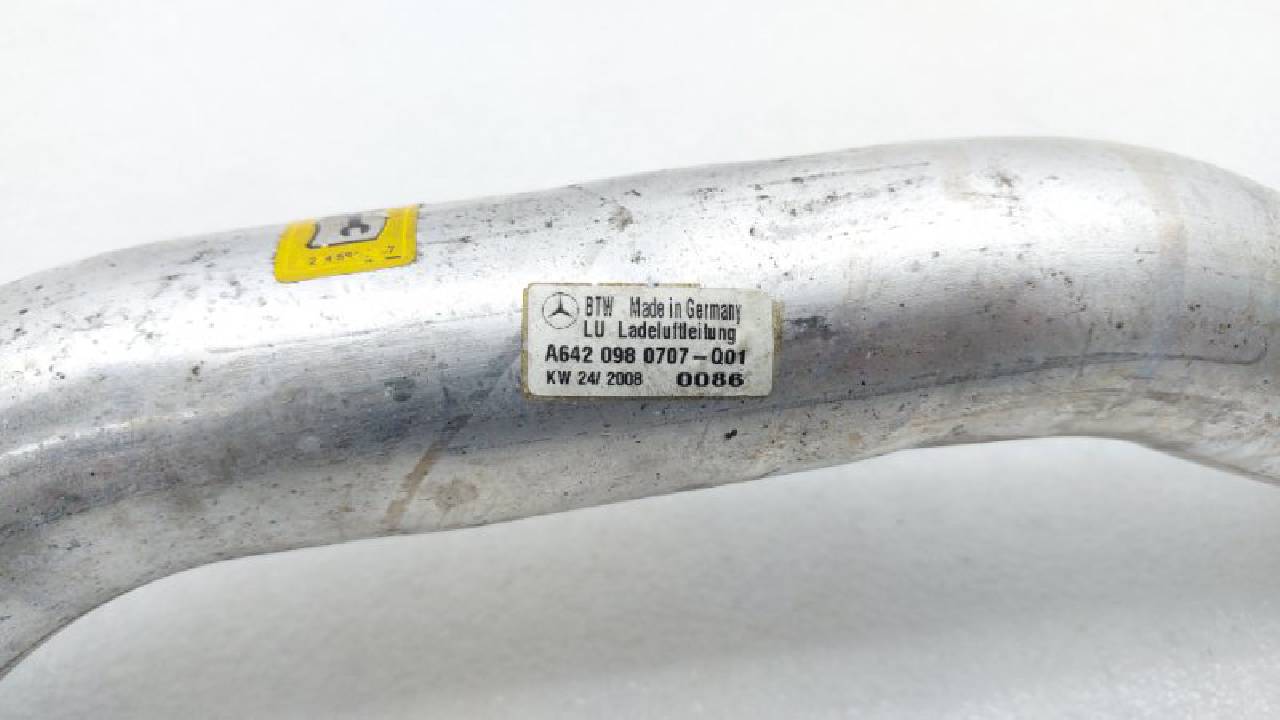 BTW Made in Germany
LU Ladeluftleitung
A642 098 0707-Q01
KW 24/ 2008 0086